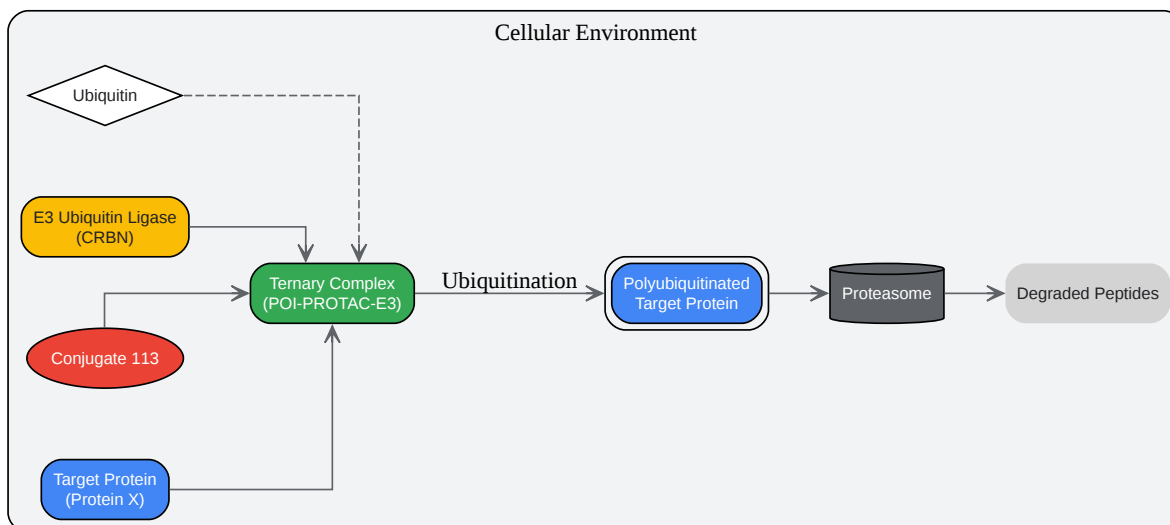 Cellular Environment
Ubiquitin
E3 Ubiquitin Ligase
(CRBN)
Ternary Complex
(POI-PROTAC-E3)
Ubiquitination
Polyubiquitinated
Target Protein
Proteasome
Degraded Peptides
Conjugate 113
Target Protein
(Protein X)